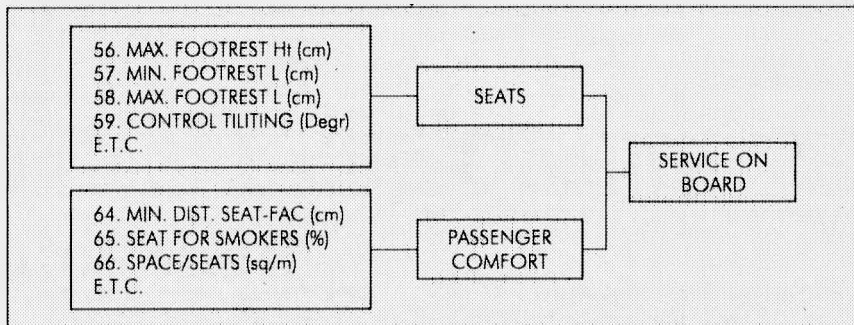 56. MAX. FOOTREST Ht (cm)
57. MIN. FOOTREST L (cm)
58. MAX. FOOTREST L (cm)
59. CONTROL TILITING (Degr)
E.T.C.
SEATS
SERVICE ON
BOARD
64. MIN. DIST. SEAT-FAC (cm)
65. SEAT FOR SMOKERS (%)
66. SPACE/SEATS (sq/m)
E.T.C.
PASSENGER
COMFORT